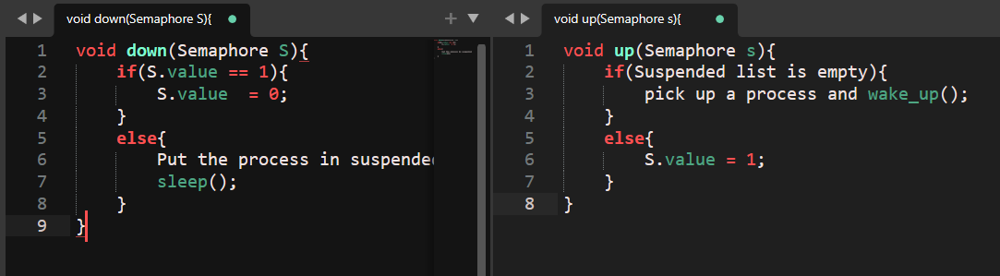 void down(Semaphore S){
void up(Semaphore s){
1 void down(Semaphore S){
2 if(S.value == 1){
3 S.value = 0;
4 }
5 else{
6 Put the process in suspende
7 sleep();
8 }
9 }
1 void up(Semaphore s){
2 if(Suspended list is empty){
3 pick up a process and wake_up();
4 }
5 else{
6 S.value = 1;
7 }
8 }